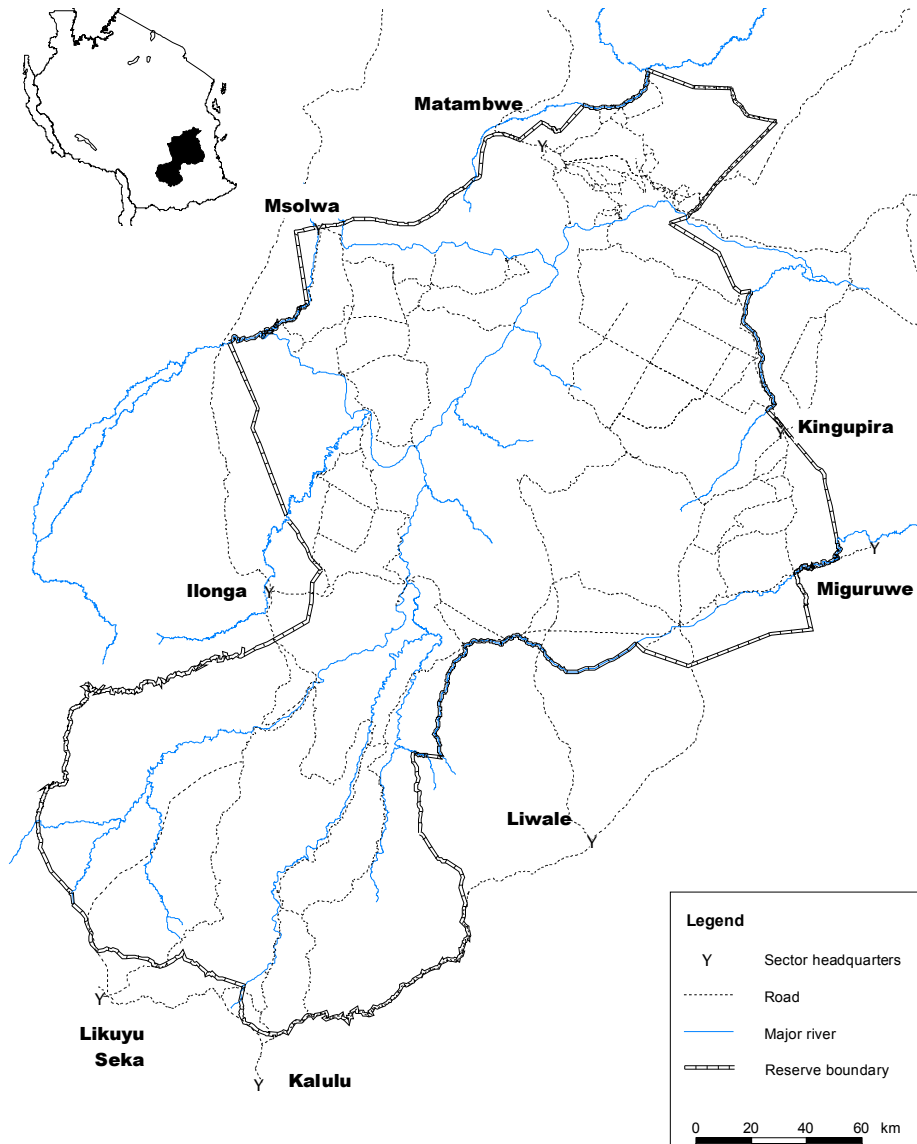 Matambwe
Y
Msolwa
Y
Kingupira
Y
Y
Ilonga
Y
Miguruwe
Liwale
Y
Legend
Y Sector headquarters
Road
Major river
Reserve boundary
0 20 40 60 km
Y
Likuyu
Seka
Y
Kalulu